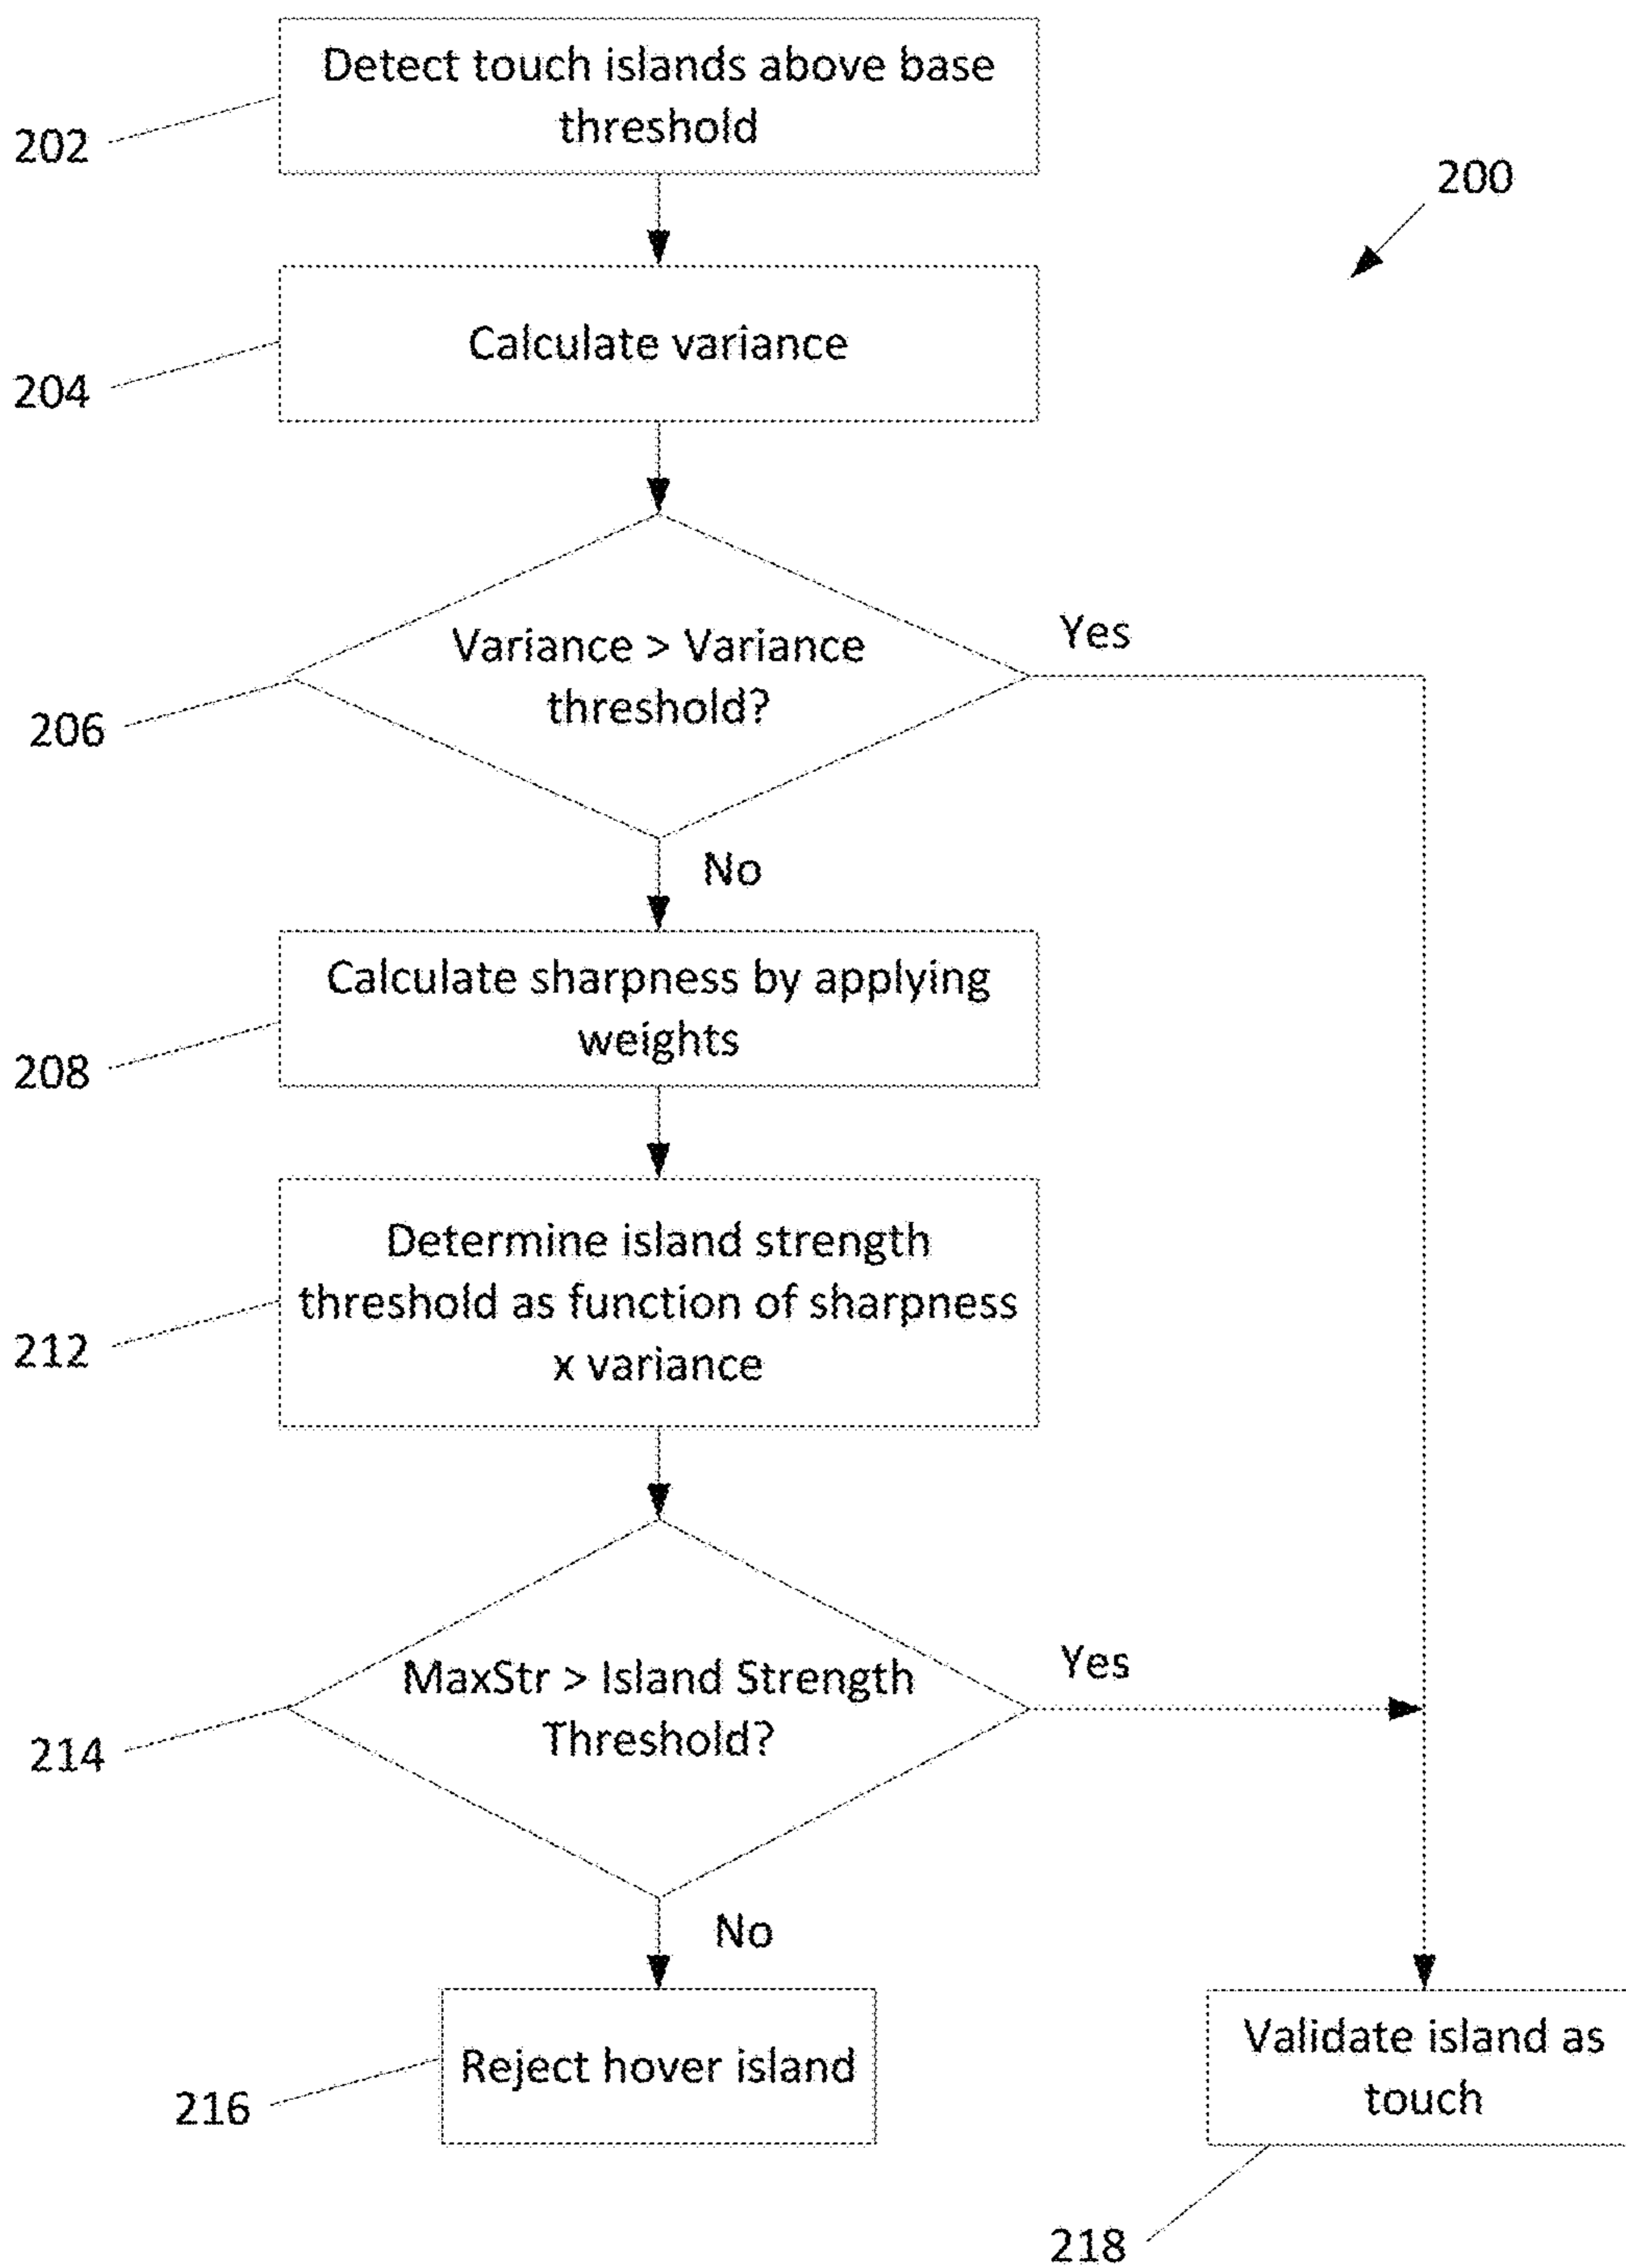 Detect touch islands above base
threshold
202
200
Calculate variance
204
Variance > Variance
threshold?
Yes
206
No
Calculate sharpness by applying
weights
208
Determine island strength
threshold as function of sharpness
x variance
212
MaxStr > Island Strength
Threshold?
Yes
214
No
Reject hover island
216
Validate island as
touch
218